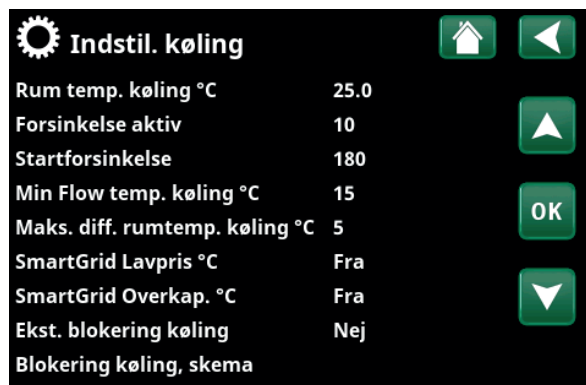 Indstil. køling
Rum temp. køling °C 25.0
Forsinkelse aktiv 10
Startforsinkelse 180
Min Flow temp. køling °C 15
Maks. diff. rumtemp. køling °C 5
SmartGrid Lavpris °C Fra
SmartGrid Overkap. °C Fra
Ekst. blokering køling Nej
Blokering køling, skema
OK